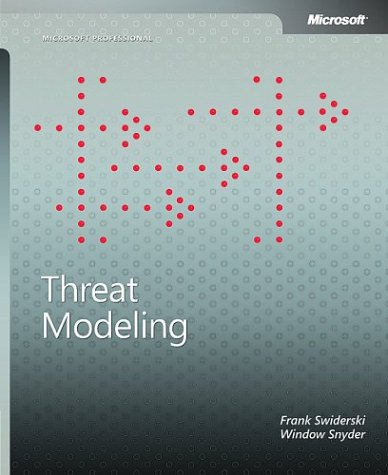 Microsoft®
MICROSOFT PROFESSIONAL
Threat
Modeling
Frank Swiderski
Window Snyder